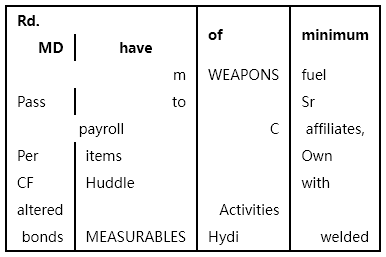 Rd. of minimum
MD have
m WEAPONS fuel
Pass to Sr
payroll C affiliates,
Per items Own
CF Huddle with
altered Activities
bonds MEASURABLES Hydi welded